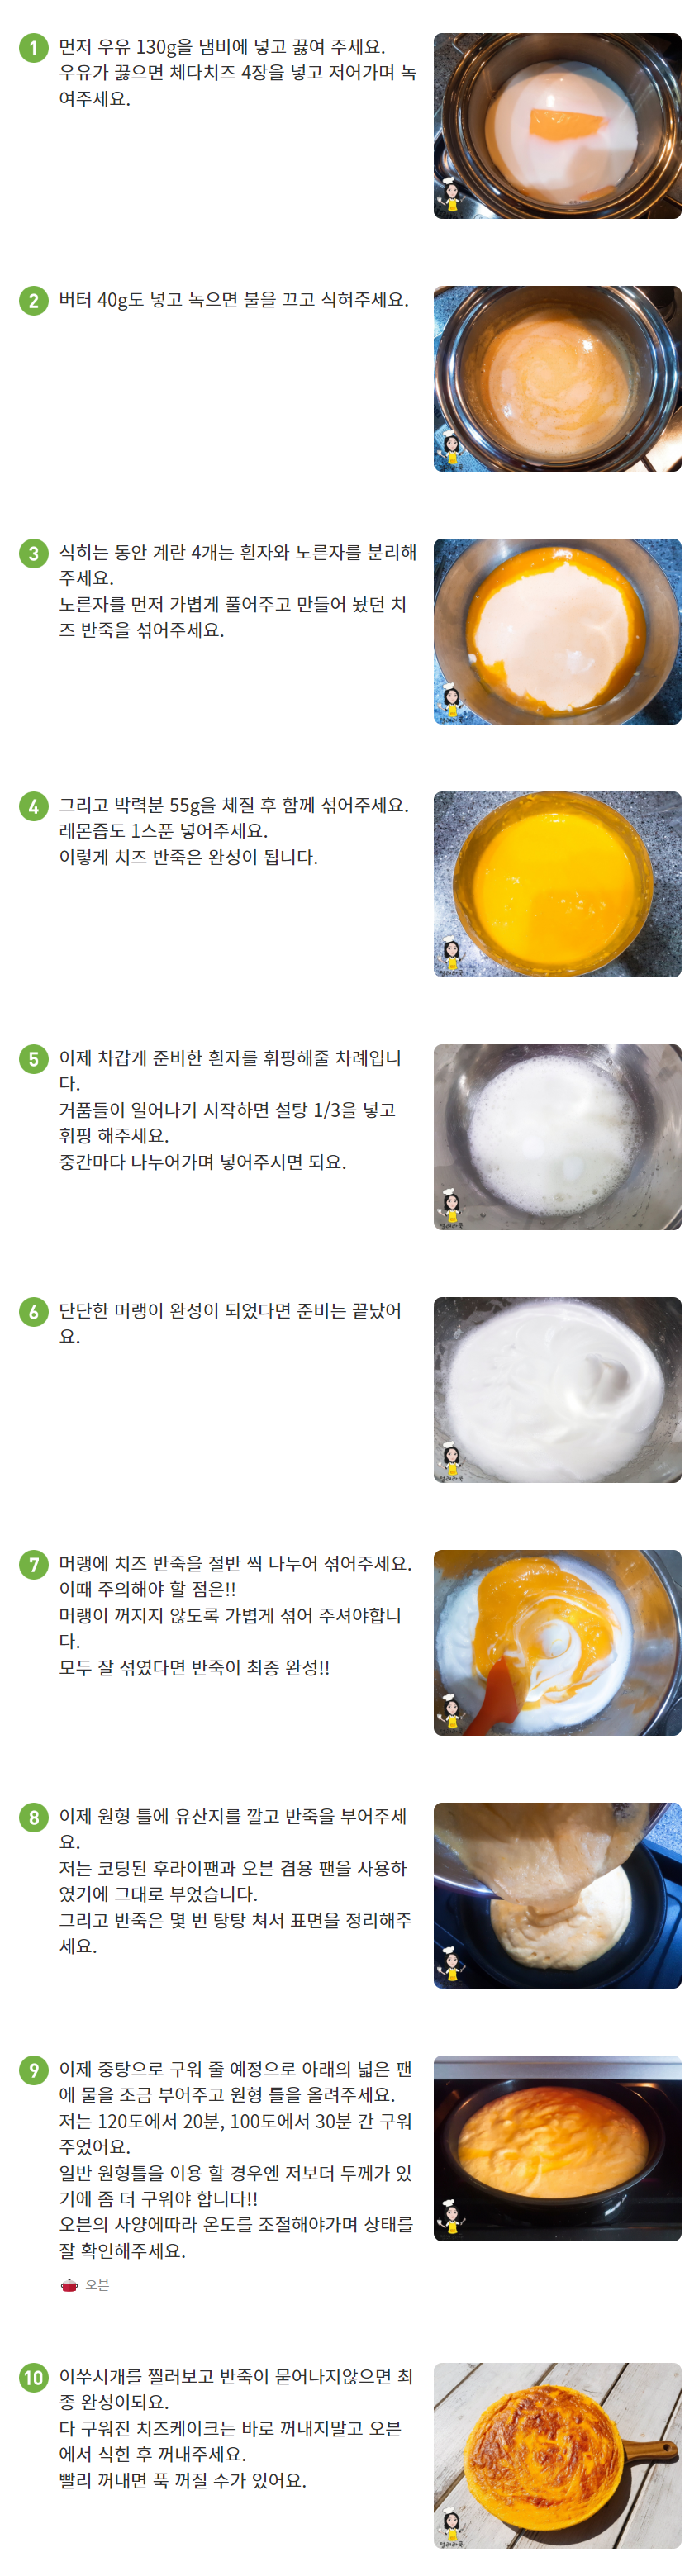 1
먼저 우유 130g을 냄비에 넣고 끓여 주세요.
우유가 끓으면 체다치즈 4장을 넣고 저어가며 녹
여주세요.
2
버터 40g도 넣고 녹으면 불을 끄고 식혀주세요.
3
식히는 동안 계란 4개는 흰자와 노른자를 분리해
주세요.
노른자를 먼저 가볍게 풀어주고 만들어 놨던 치
즈 반죽을 섞어주세요.
4
그리고 박력분 55g을 체질 후 함께 섞어주세요.
레몬즙도 1스푼 넣어주세요.
이렇게 치즈 반죽은 완성이 됩니다.
5
이제 차갑게 준비한 흰자를 휘핑해줄 차례입니
다.
거품들이 일어나기 시작하면 설탕 1/3을 넣고
휘핑 해주세요.
중간마다 나누어가며 넣어주시면 되요.
6
단단한 머랭이 완성이 되었다면 준비는 끝났어
요.
7
머랭에 치즈 반죽을 절반 씩 나누어 섞어주세요.
이때 주의해야 할 점은!!
머랭이 꺼지지 않도록 가볍게 섞어 주셔야합니
다.
모두 잘 섞였다면 반죽이 최종 완성!!
8
이제 원형 틀에 유산지를 깔고 반죽을 부어주세
요.
저는 코팅된 후라이팬과 오븐 겸용 팬을 사용하
였기에 그대로 부었습니다.
그리고 반죽은 몇 번 탕탕 쳐서 표면을 정리해주
세요.
9
이제 중탕으로 구워 줄 예정으로 아래의 넓은 팬
에 물을 조금 부어주고 원형 틀을 올려주세요.
저는 120도에서 20분, 100도에서 30분 간 구워
주었어요.
일반 원형틀을 이용 할 경우엔 저보더 두께가 있
기에 좀 더 구워야 합니다!!
오븐의 사양에따라 온도를 조절해야가며 상태를
잘 확인해주세요.
오븐
10
이쑤시개를 찔러보고 반죽이 묻어나지않으면 최
종 완성이되요.
다 구워진 치즈케이크는 바로 꺼내지말고 오븐
에서 식힌 후 꺼내주세요.
빨리 꺼내면 푹 꺼질 수가 있어요.